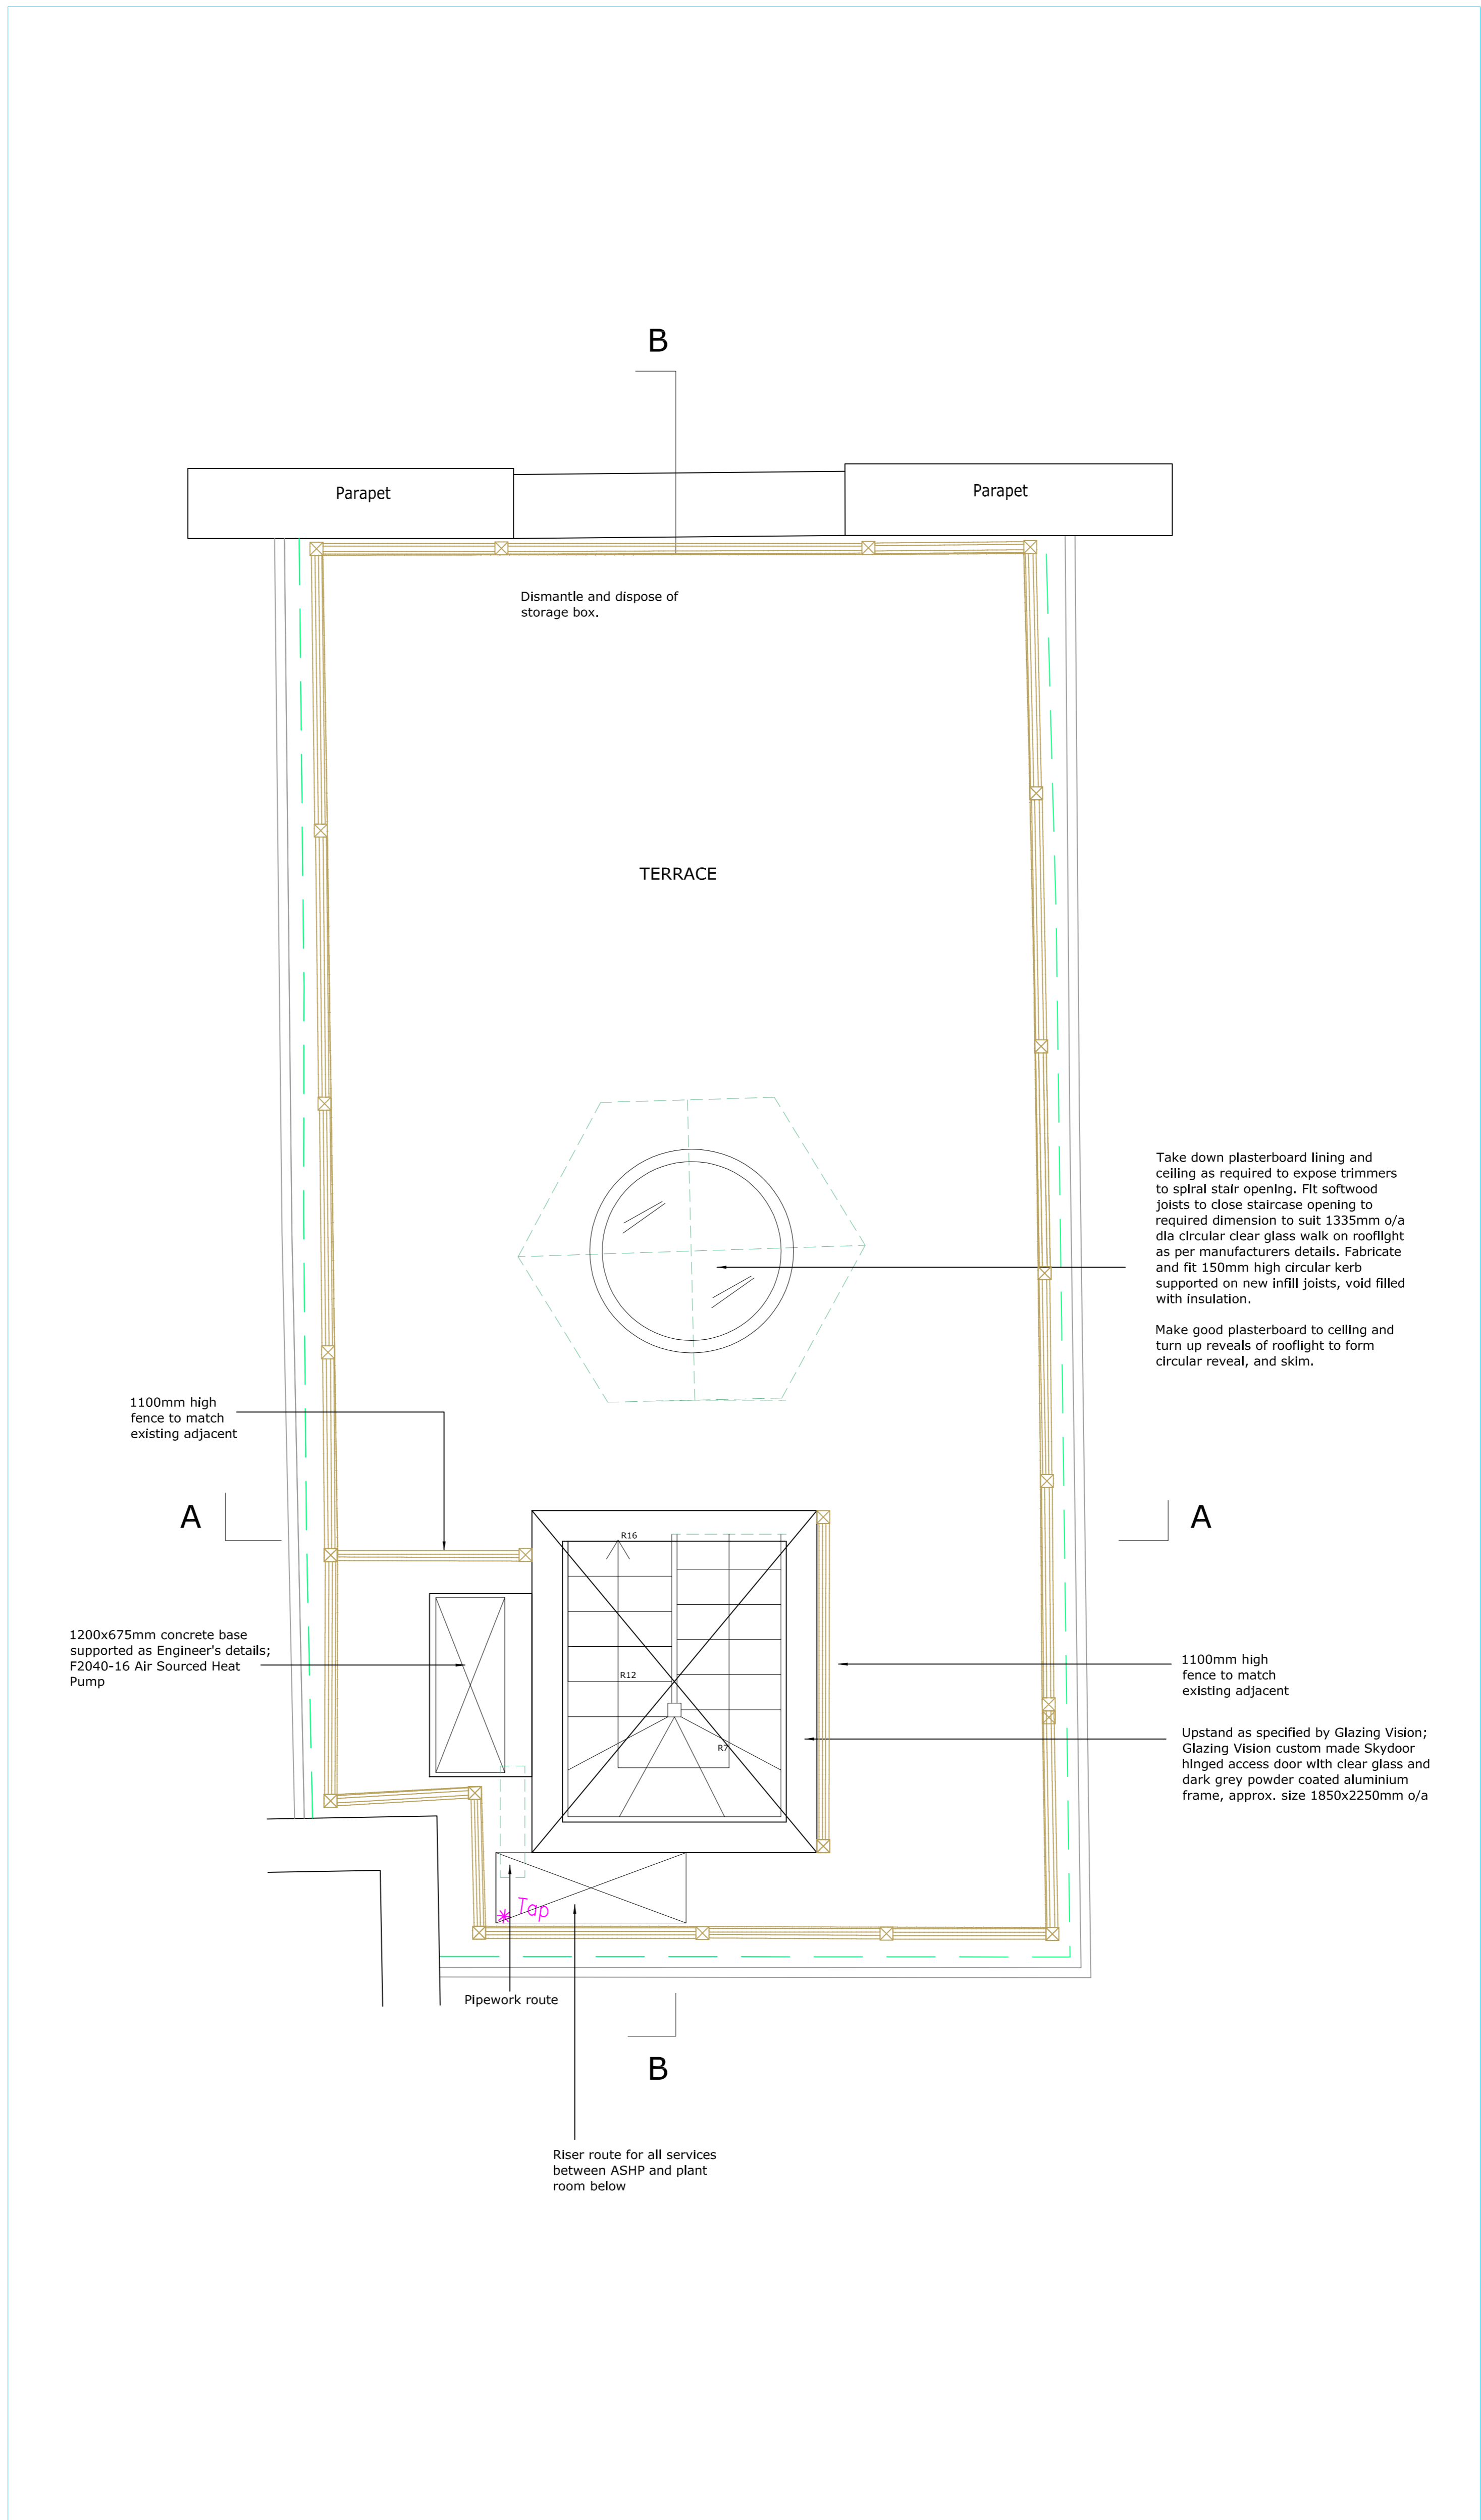 B
Parapet
Parapet
Dismantle and dispose of
storage box.
TERRACE
Take down plasterboard lining and
ceiling as required to expose trimmers
to spiral stair opening. Fit softwood
joists to close staircase opening to
required dimension to suit 1335mm o/a
dia circular clear glass walk on rooflight
as per manufacturers details. Fabricate
and fit 150mm high circular kerb
supported on new infill joists, void filled
with insulation.
Make good plasterboard to ceiling and
turn up reveals of rooflight to form
circular reveal, and skim.
1100mm high
fence to match
existing adjacent
A
A
R16
1200x675mm concrete base
supported as Engineer's details;
F2040-16 Air Sourced Heat
Pump
R12
1100mm high
fence to match
existing adjacent
R7
Upstand as specified by Glazing Vision;
Glazing Vision custom made Skydoor
hinged access door with clear glass and
dark grey powder coated aluminium
frame, approx. size 1850x2250mm o/a
Tap
Pipework route
B
Riser route for all services
between ASHP and plant
room below